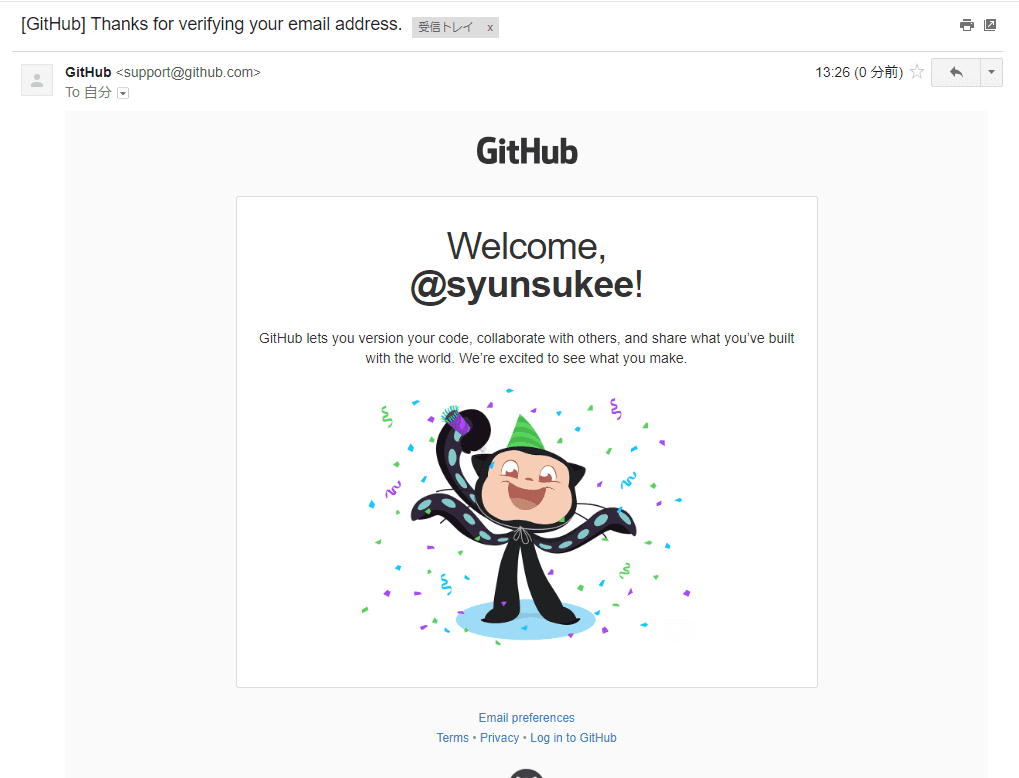 [GitHub] Thanks for verifying your email address. 受信トレイ x
GitHub <support@github.com> 13:26 (0 分前)
To 自分
GitHub
Welcome,
@syunsukee!
GitHub lets you version your code, collaborate with others, and share what you’ve built
with the world. We’re excited to see what you make.
Email preferences
Terms • Privacy • Log in to GitHub